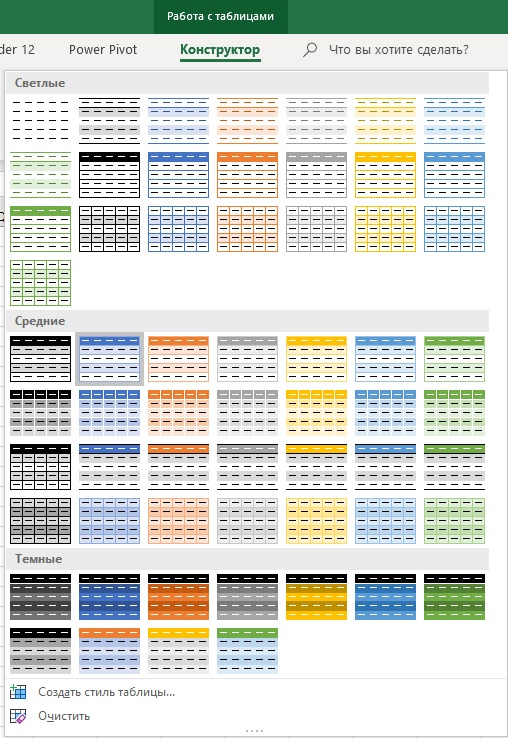 Работа с таблицами
der 12 Power Pivot Конструктор Что вы хотите сделать?
Светлые
Средние
Темные
Создать стиль таблицы...
Очистить